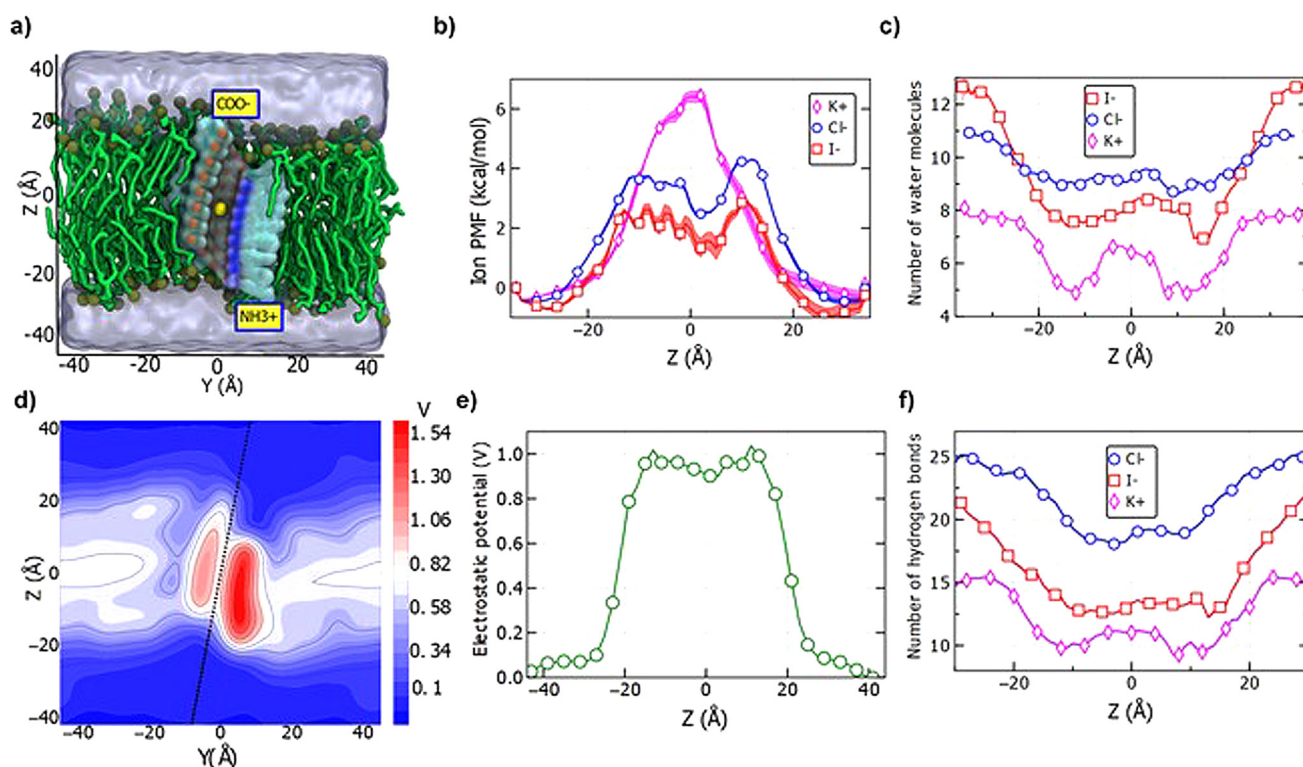 a)
40
20
0
-20
-40
Z (Å)
COO-
NH3+
-40 -20 0 20 40
Y (Å)
b)
Ion PMF (kcal/mol)
6
4
2
0
K+
Cl-
I-
−20 0 20
Z (Å)
c)
Number of water molecules
12
10
8
6
4
I-
Cl-
K+
−20 0 20
Z (Å)
d)
Z (Å)
40
20
0
−20
−40
−40 −20 0 20 40
Y(Å)
V
1.54
1.30
1.06
0.82
0.58
0.34
0.1
e)
Electrostatic potential (V)
1.0
0.8
0.6
0.4
0.2
0.0
−40 −20 0 20 40
Z (Å)
f)
Number of hydrogen bonds
25
20
15
10
Cl-
I-
K+
−20 0 20
Z (Å)